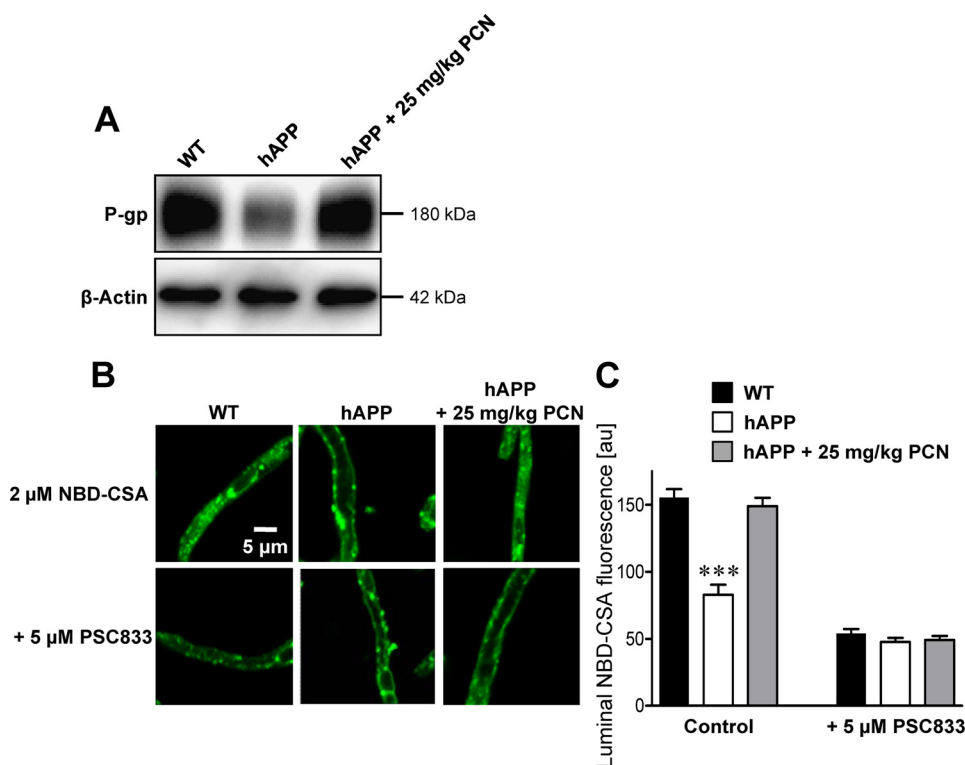 A
WT
hAPP
hAPP + 25 mg/kg PCN
P-gp
180 kDa
β-Actin
42 kDa
B
WT
hAPP
hAPP
+ 25 mg/kg PCN
2 µM NBD-CSA
5 µm
+ 5 µM PSC833
C
WT
hAPP
hAPP + 25 mg/kg PCN
Luminal NBD-CSA fluorescence [au]
150
100
50
0
***
Control
+ 5 µM PSC833